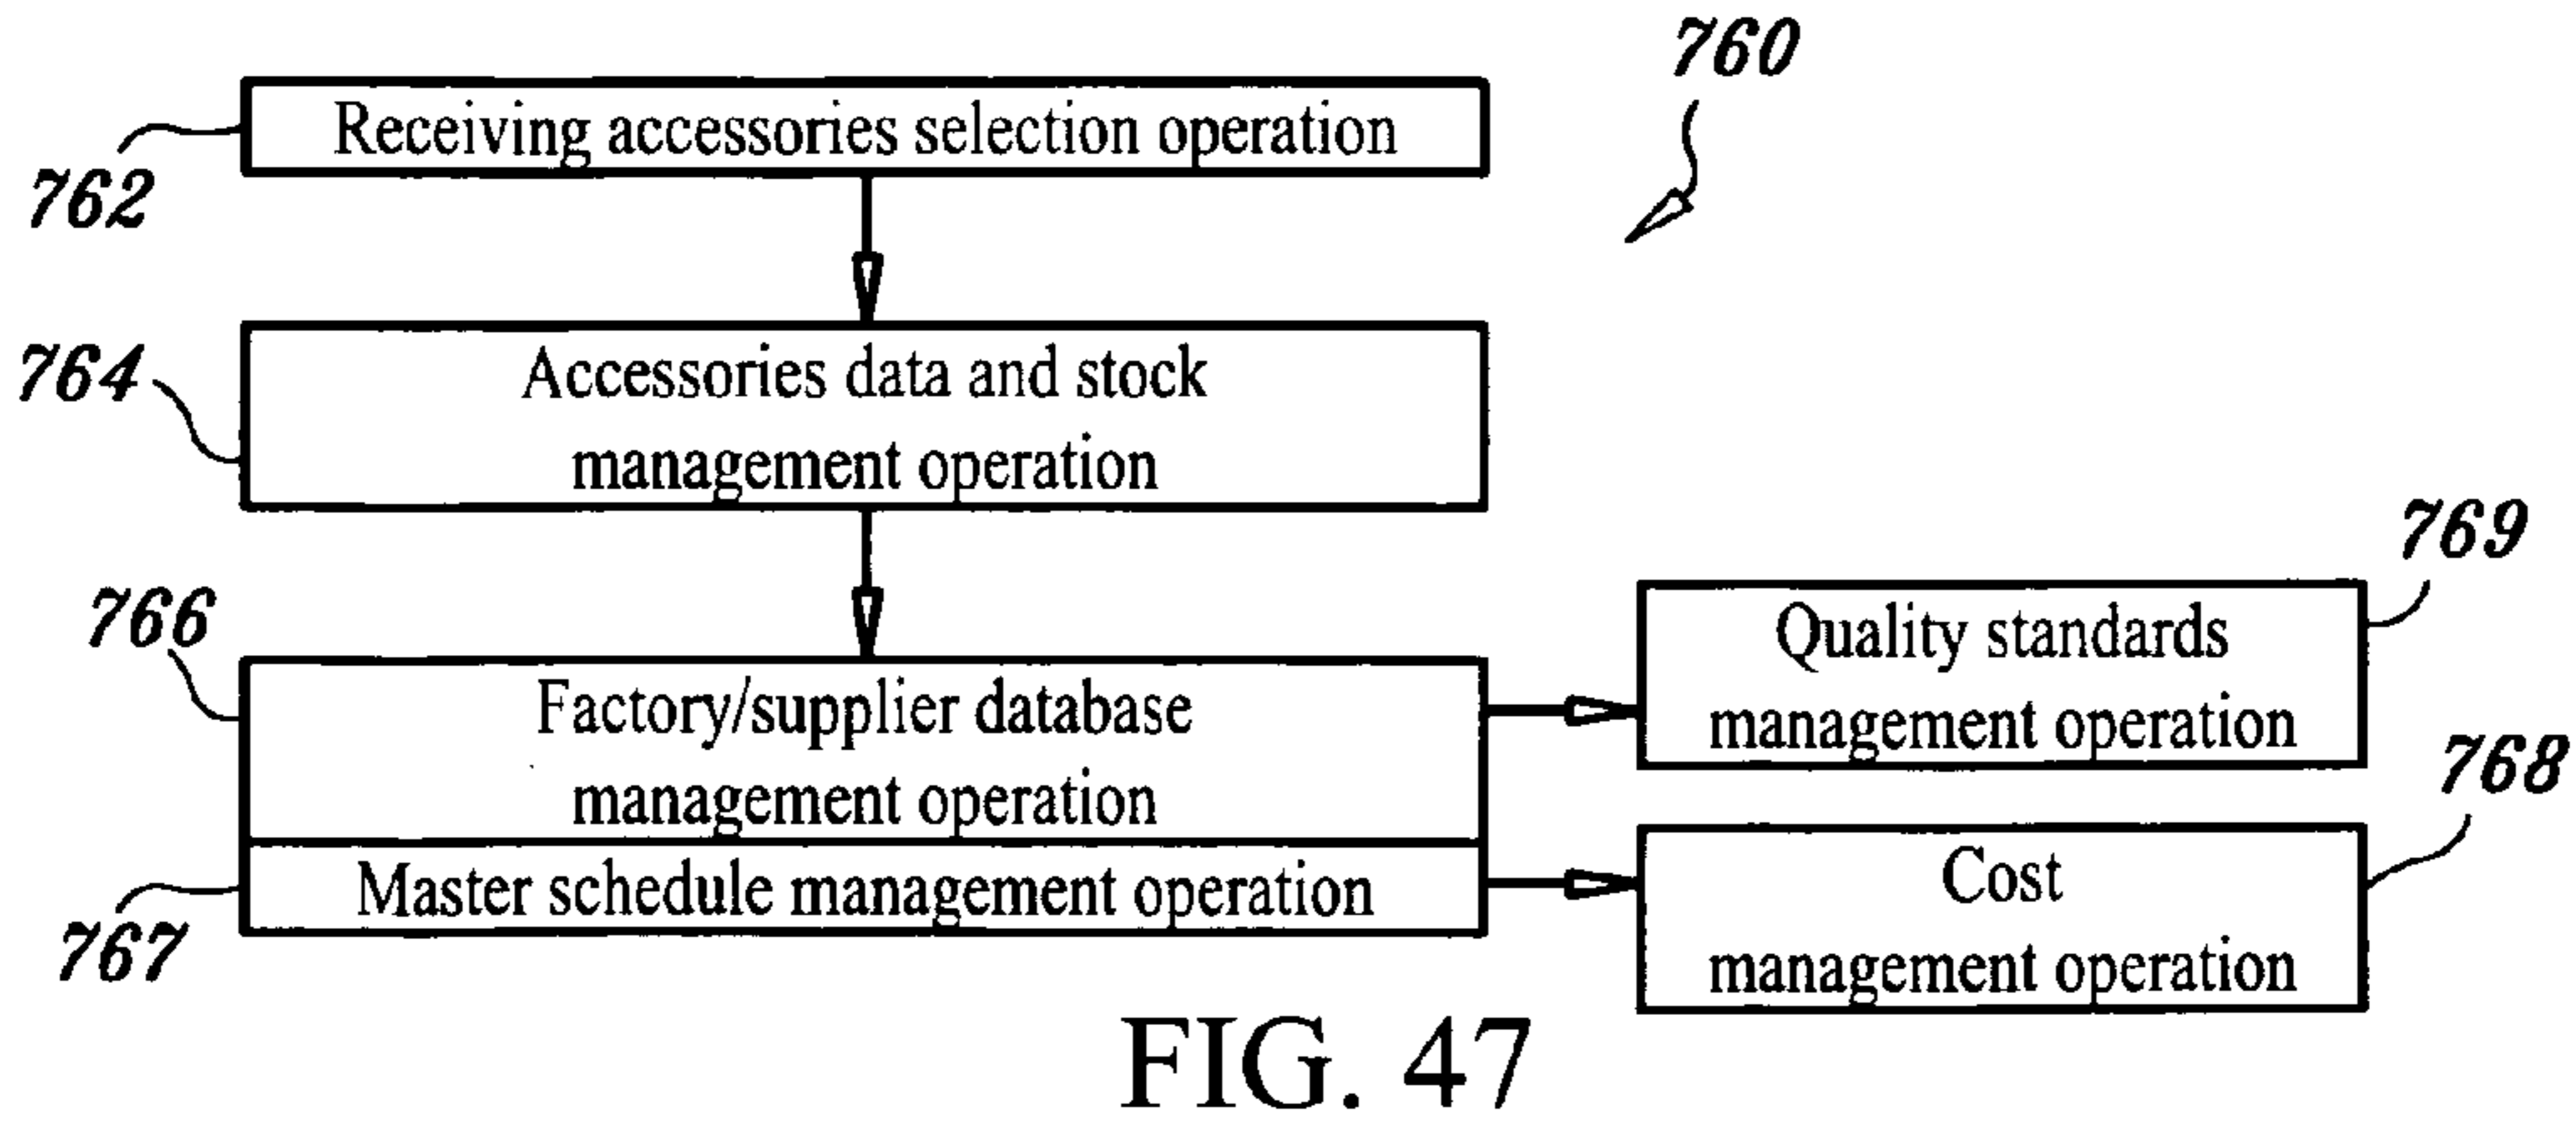 760
Receiving accessories selection operation
762
Accessories data and stock
management operation
764
Factory/supplier database
management operation
766
Master schedule management operation
767
Quality standards
management operation
769
Cost
management operation
768
FIG. 47